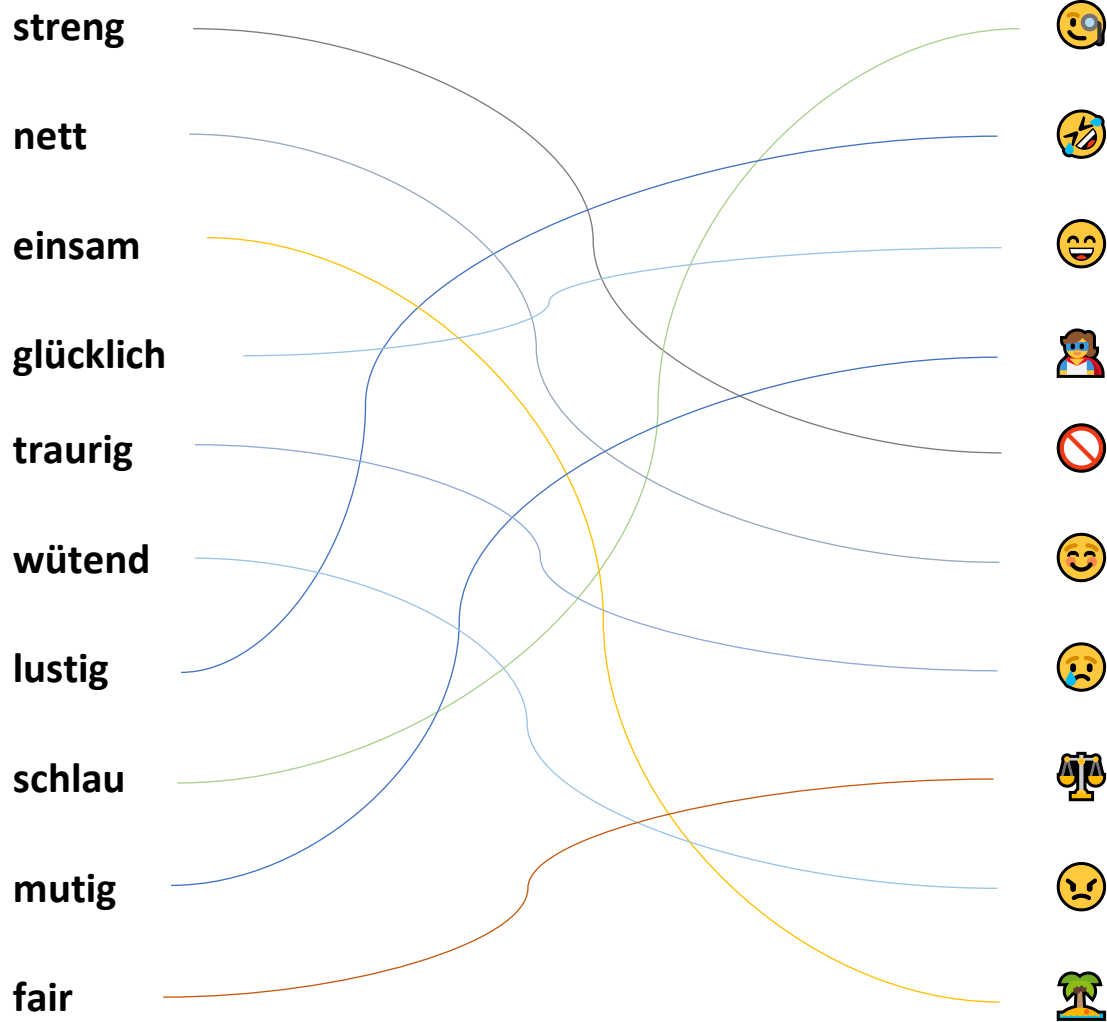 streng
nett
einsam
glücklich
traurig
wütend
lustig
schlau
mutig
fair